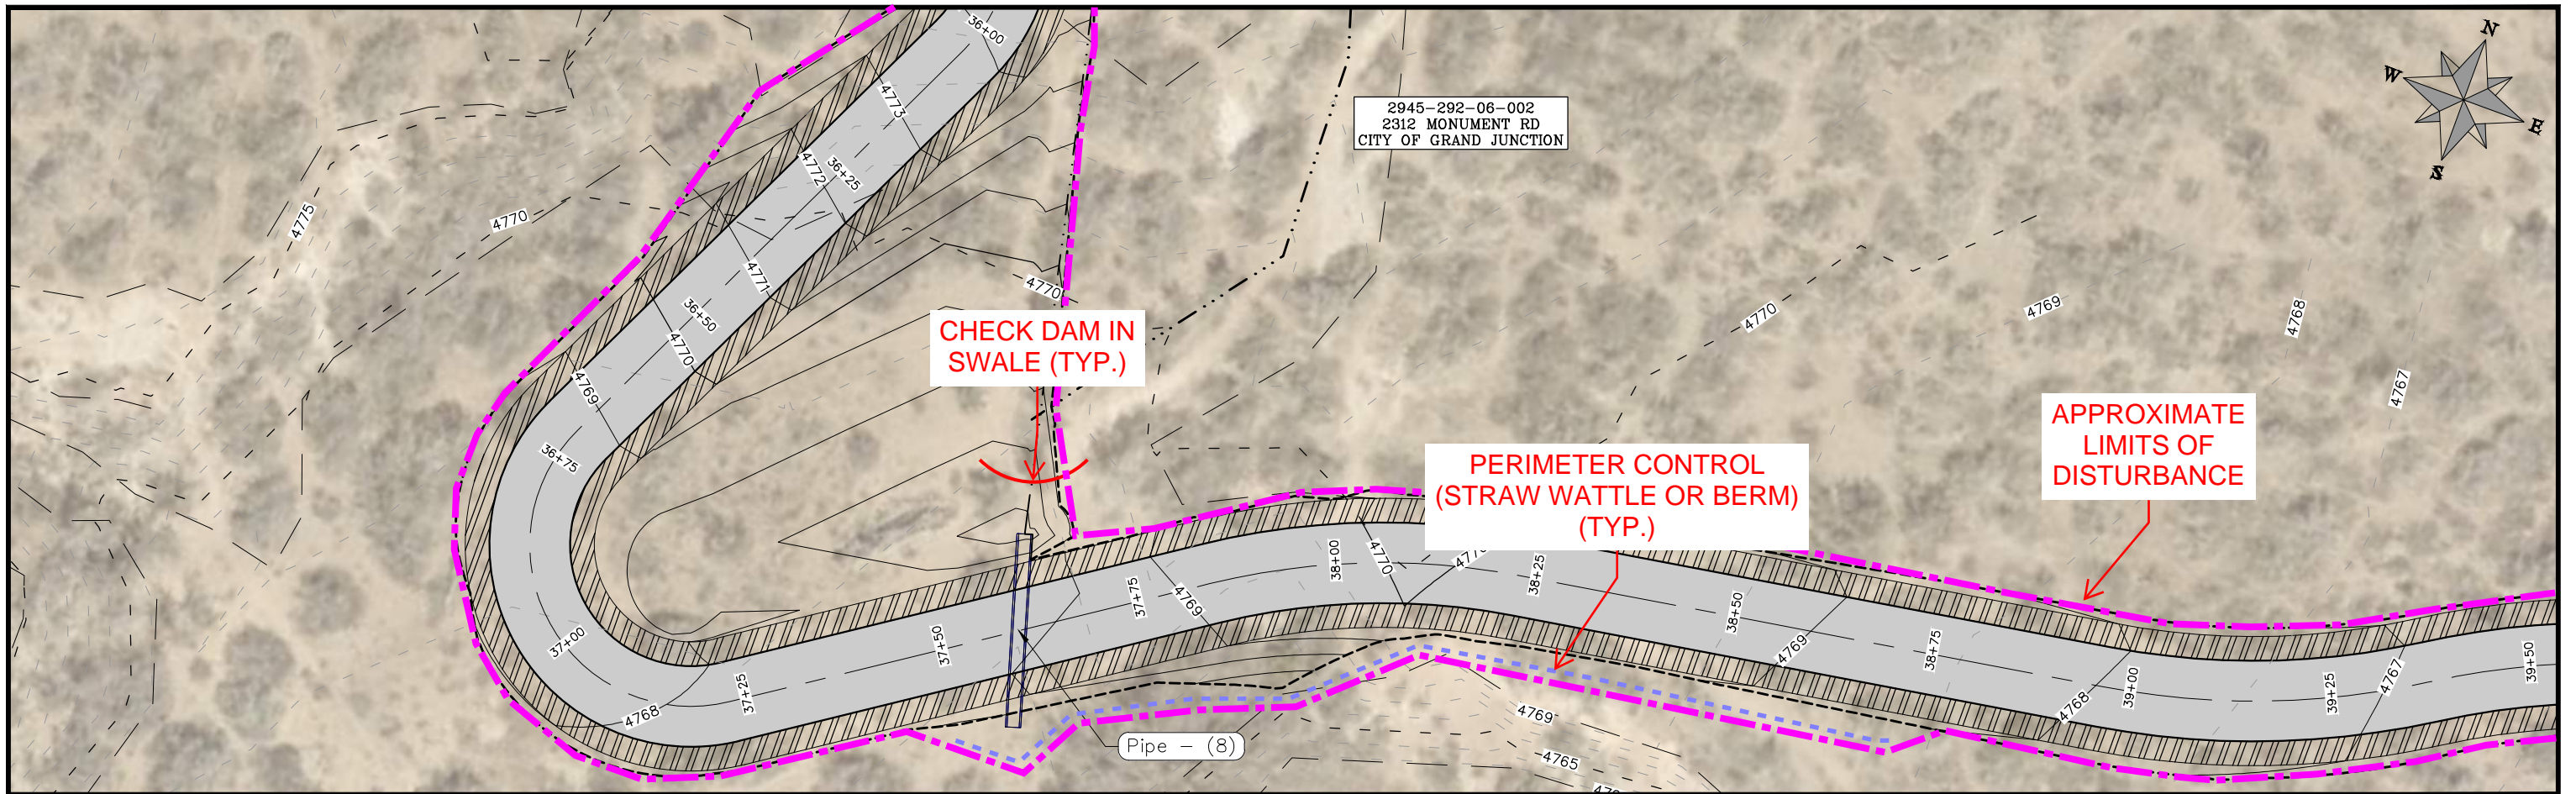 36+00
N
W
E
S
4773
2945-292-06-002
2312 MONUMENT RD
CITY OF GRAND JUNCTION
4772
36+25
4775
4770
4771
4770
4770
4769
4768
36+50
4770
CHECK DAM IN
SWALE (TYP.)
4769
4767
APPROXIMATE
LIMITS OF
DISTURBANCE
36+75
PERIMETER CONTROL
(STRAW WATTLE OR BERM)
(TYP.)
38+00
4770
38+25
37+75
4769
38+50
37+00
37+50
4769
38+75
39+50
37+25
39+00
39+25
4767
4768
4768
4769
Pipe - (8)
4765